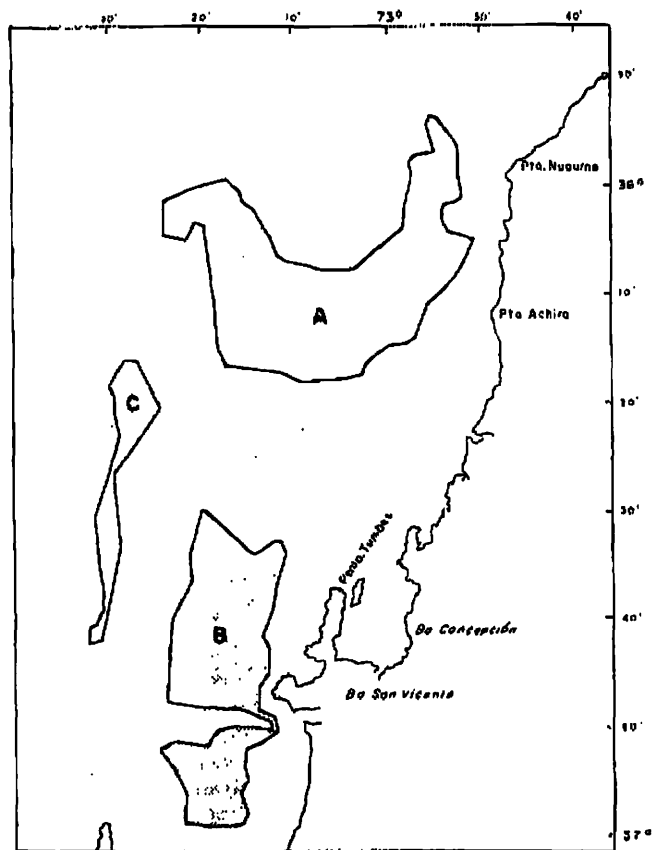 30' 20' 10' 73° 50' 40'
50'
Pta. Nugurne
36°
10'
A
Pta Achira
C
20'
30'
Tumbes
40'
B
Ba Concepción
Ba San Vicente
50'
37°